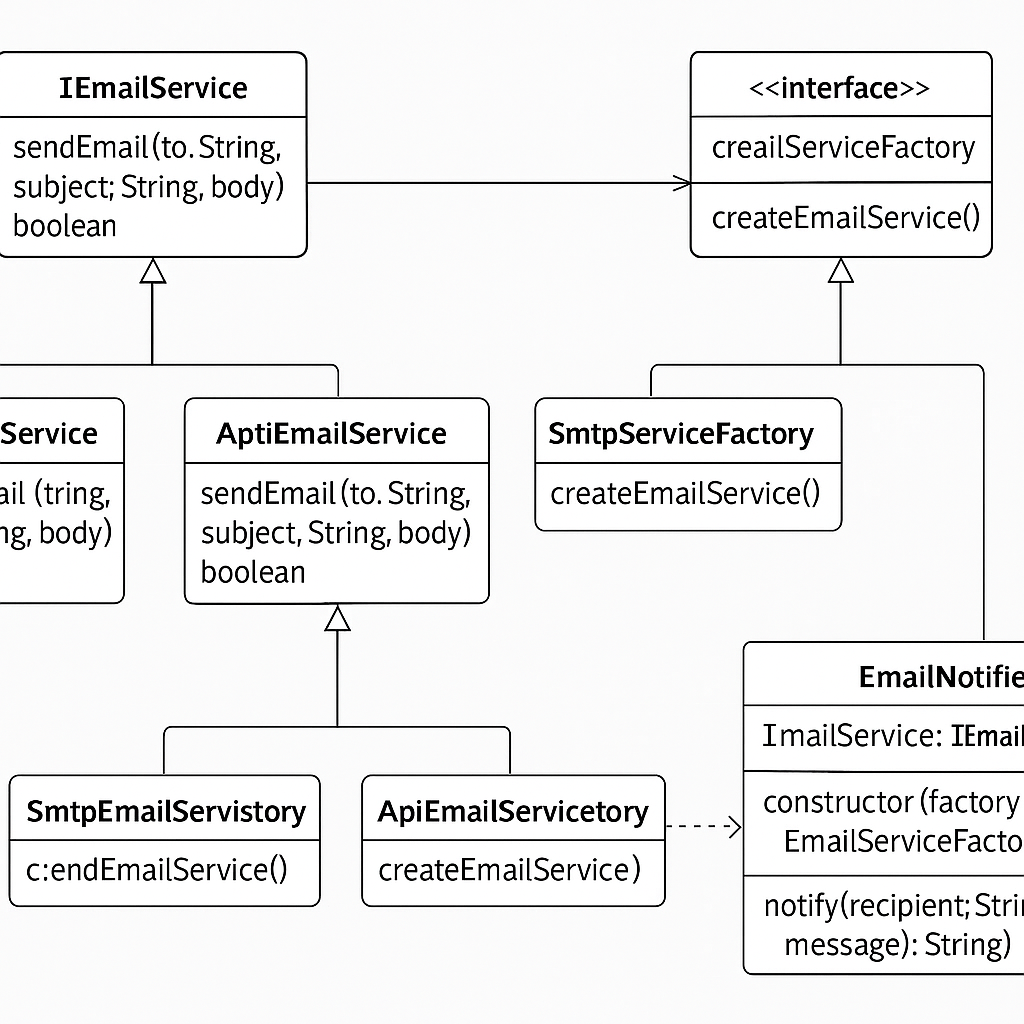 IEmailService
sendEmail(to. String,
subject; String, body)
boolean
<<interface>>
creailServiceFactory
createEmailService()
Service
ail (tring,
ng, body)
AptiEmailService
sendEmail(to. String,
subject, String, body)
boolean
SmtpServiceFactory
createEmailService()
SmtpEmailServistory
c:endEmailService()
ApiEmailServicetory
createEmailService)
EmailNotifie
ImailService: IEmail
constructor (factory
EmailServiceFacto
notify(recipient; Strin
message): String)